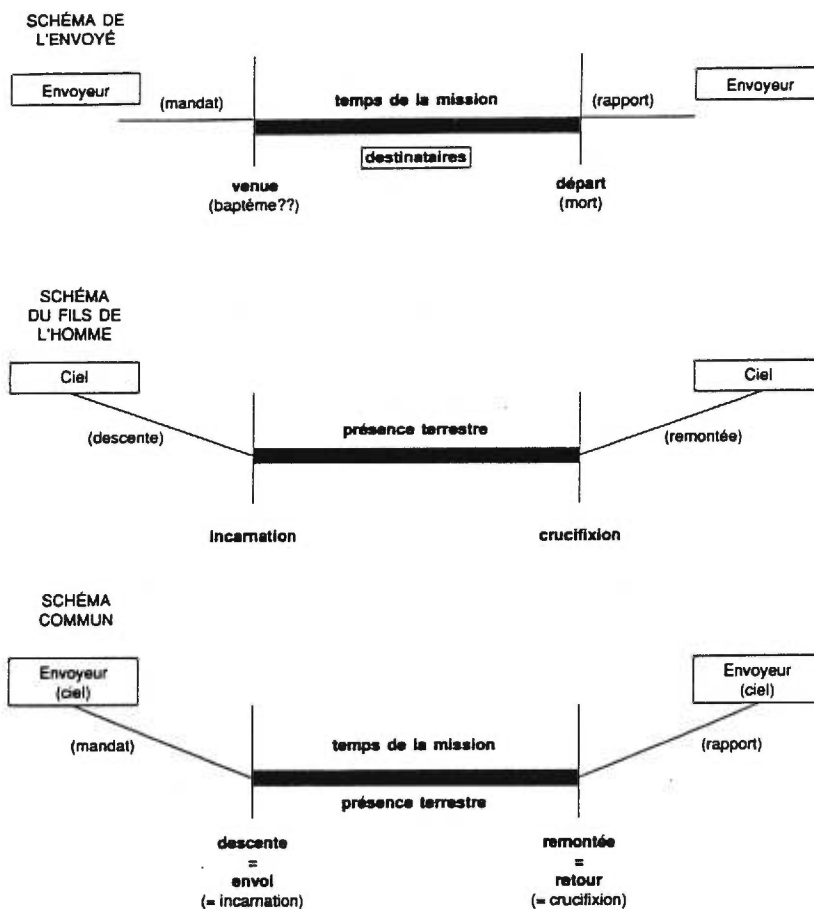 SCHÉMA DE
L'ENVOYÉ
Envoyeur
(mandat)
temps de la mission
(rapport)
Envoyeur
destinataires
venue
(baptême??)
départ
(mort)
SCHÉMA
DU FILS DE
L'HOMME
Ciel
(descente)
présence terrestre
(remontée)
Ciel
incarnation
crucifixion
SCHÉMA
COMMUN
Envoyeur
(ciel)
(mandat)
temps de la mission
(rapport)
Envoyeur
(ciel)
présence terrestre
descente
=
envoi
(= incarnation)
remontée
=
retour
(= crucifixion)